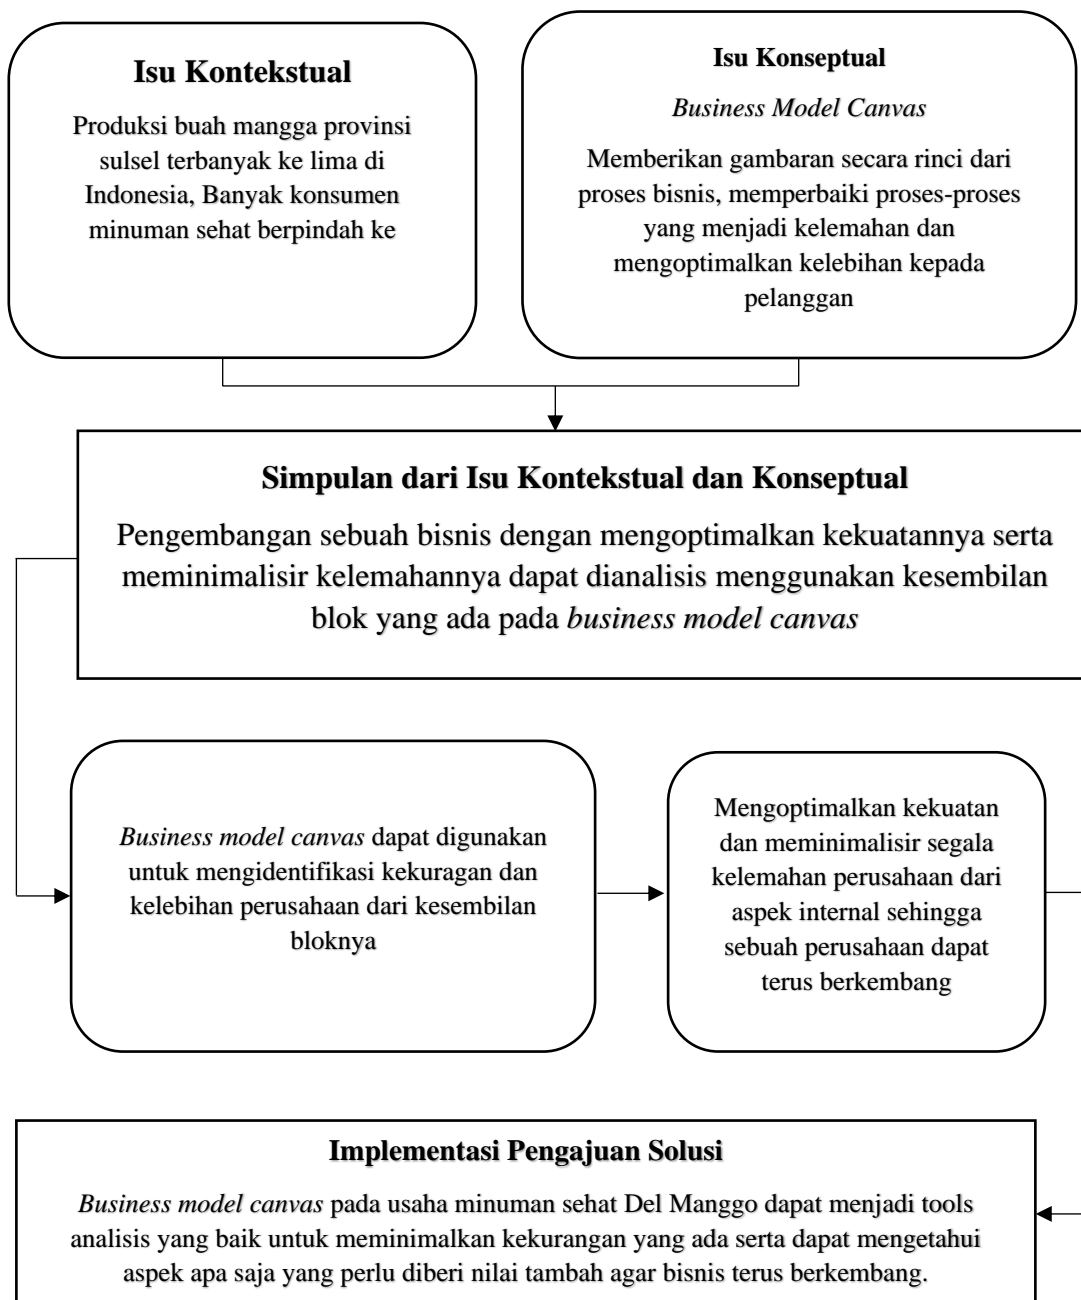 Isu Kontekstual
Produksi buah mangga provinsi
sulsel terbanyak ke lima di
Indonesia, Banyak konsumen
minuman sehat berpindah ke
Isu Konseptual
Business Model Canvas
Memberikan gambaran secara rinci dari
proses bisnis, memperbaiki proses-proses
yang menjadi kelemahan dan
mengoptimalkan kelebihan kepada
pelanggan
Simpulan dari Isu Kontekstual dan Konseptual
Pengembangan sebuah bisnis dengan mengoptimalkan kekuatannya serta
meminimalisir kelemahannya dapat dianalisis menggunakan kesembilan
blok yang ada pada business model canvas
Business model canvas dapat digunakan
untuk mengidentifikasi kekuragan dan
kelebihan perusahaan dari kesembilan
bloknya
Mengoptimalkan kekuatan
dan meminimalisir segala
kelemahan perusahaan dari
aspek internal sehingga
sebuah perusahaan dapat
terus berkembang
Implementasi Pengajuan Solusi
Business model canvas pada usaha minuman sehat Del Manggo dapat menjadi tools
analisis yang baik untuk meminimalkan kekurangan yang ada serta dapat mengetahui
aspek apa saja yang perlu diberi nilai tambah agar bisnis terus berkembang.